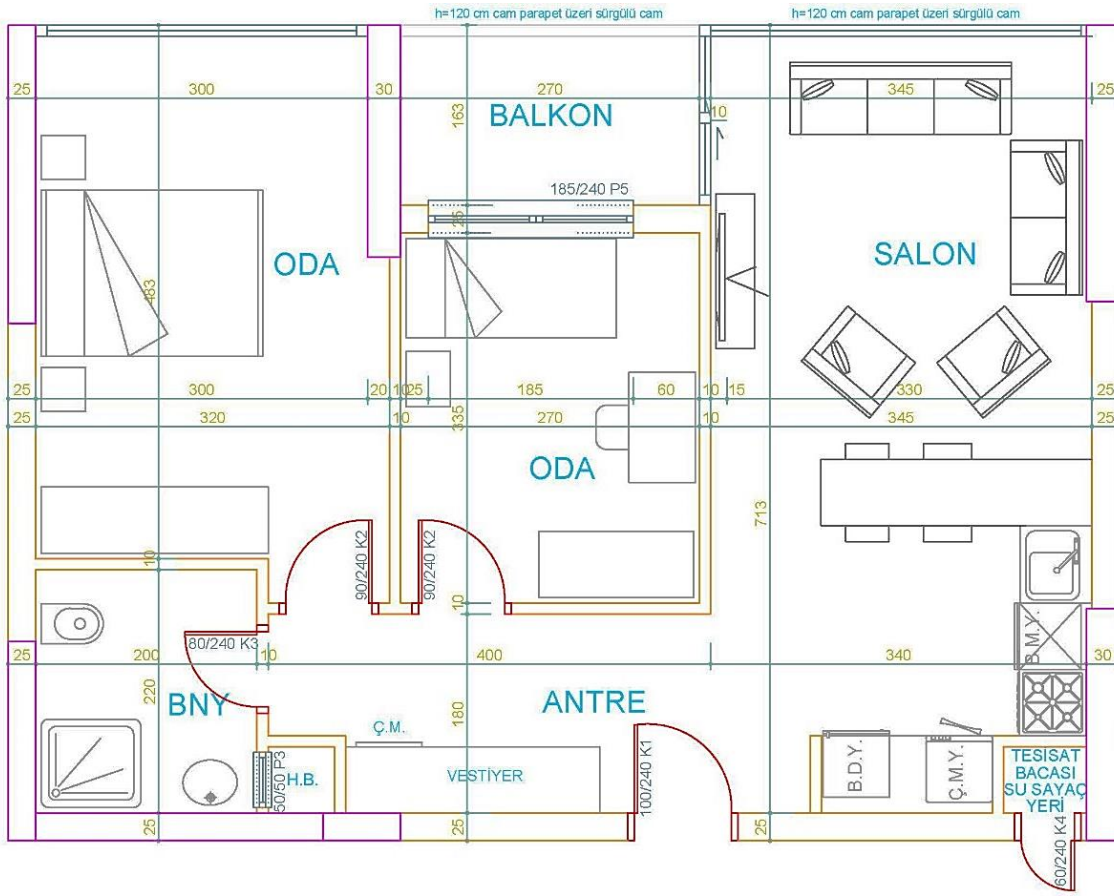 h=120 cm cam parapet üzeri sürgülü cam
h=120 cm cam parapet üzeri sürgülü cam
25
300
30
270
345
25
163
BALKON
10
185/240 P5
25
ODA
SALON
483
25
300
20
10
25
185
60
10
15
330
25
25
320
10
335
270
10
345
25
ODA
713
10
90/240 K2
90/240 K2
10
80/240 K3
B.M.Y.
25
200
10
400
340
30
220
BNY
180
ANTRE
Ç.M.
H.B.
50/50 P3
VESTİYER
100/240 K1
B.D.Y.
Ç.M.Y.
TESİSAT
BACASI
SU SAYAÇ
YERİ
25
25
25
60/240 K4